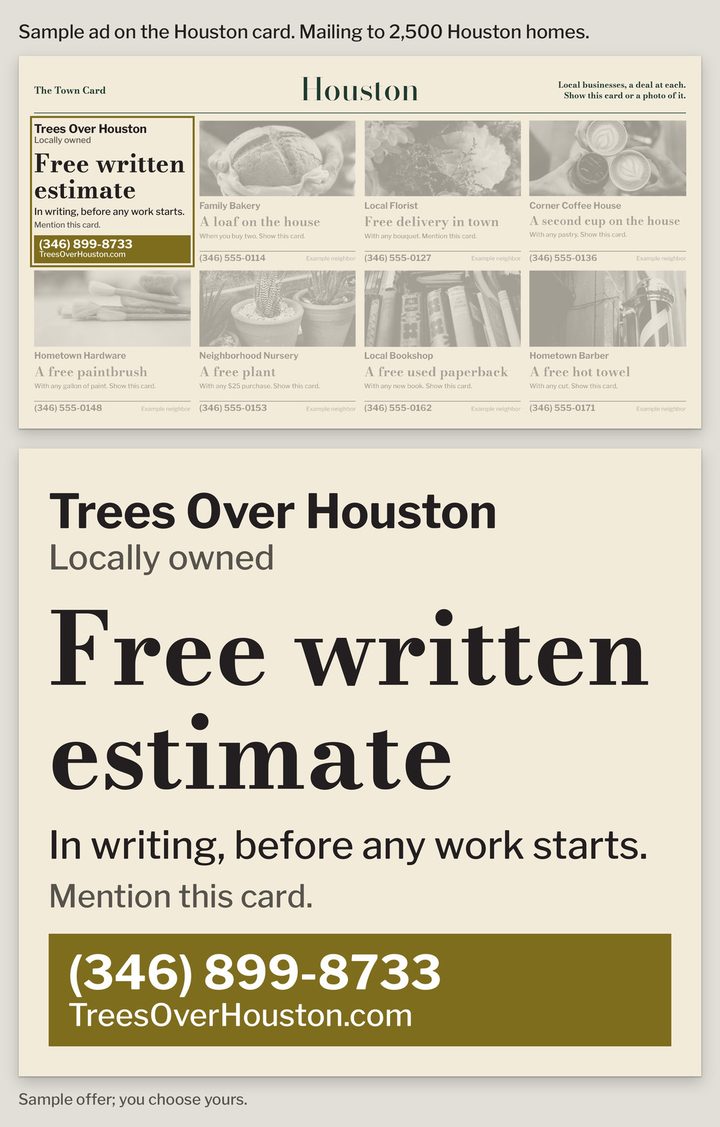 Sample ad on the Houston card. Mailing to 2,500 Houston homes.
The Town Card
Houston
Local businesses, a deal at each.
Show this card or a photo of it.
Trees Over Houston
Locally owned
Free written
estimate
In writing, before any work starts.
Mention this card.
(346) 899-8733
TreesOverHouston.com
Family Bakery
A loaf on the house
When you buy two. Show this card.
(346) 555-0114
Example neighbor
Local Florist
Free delivery in town
With any bouquet. Mention this card.
(346) 555-0127
Example neighbor
Corner Coffee House
A second cup on the house
With any pastry. Show this card.
(346) 555-0136
Example neighbor
Hometown Hardware
A free paintbrush
With any gallon of paint. Show this card.
(346) 555-0148
Example neighbor
Neighborhood Nursery
A free plant
With any $25 purchase. Show this card.
(346) 555-0153
Example neighbor
Local Bookshop
A free used paperback
With any new book. Show this card.
(346) 555-0162
Example neighbor
Hometown Barber
A free hot towel
With any cut. Show this card.
(346) 555-0171
Example neighbor
Trees Over Houston
Locally owned
Free written
estimate
In writing, before any work starts.
Mention this card.
(346) 899-8733
TreesOverHouston.com
Sample offer; you choose yours.